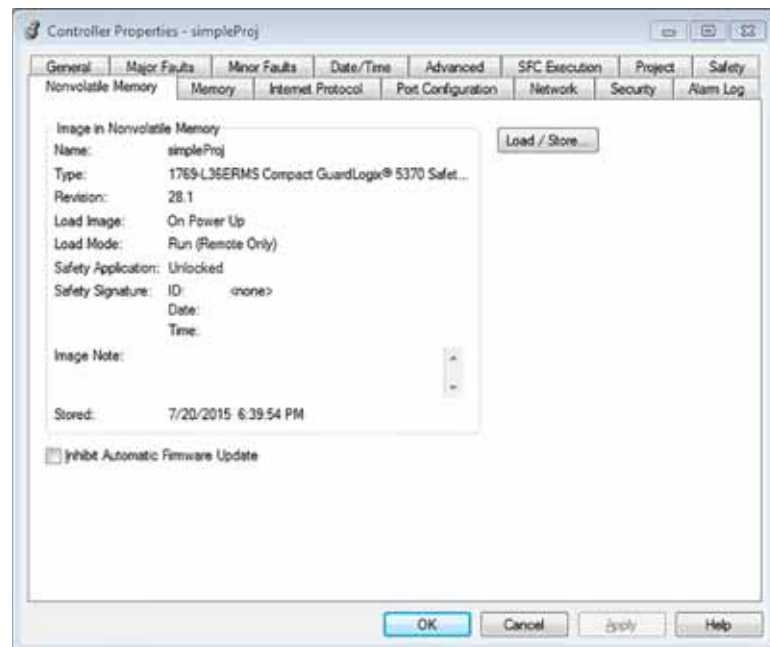 Controller Properties - simpleProj
General Major Faults Minor Faults Date/Time Advanced SFC Execution Project Safety
Nonvolatile Memory Memory Internet Protocol Port Configuration Network Security Alarm Log
Image in Nonvolatile Memory
Name: simpleProj
Load / Store...
Type: 1769-L36ERMS Compact GuardLogix® 5370 Safet...
Revision: 28.1
Load Image: On Power Up
Load Mode: Run (Remote Only)
Safety Application: Unlocked
Safety Signature: ID: <none>
Date:
Time:
Image Note:
Stored: 7/20/2015 6:39:54 PM
Inhibit Automatic Firmware Update
OK Cancel Apply Help